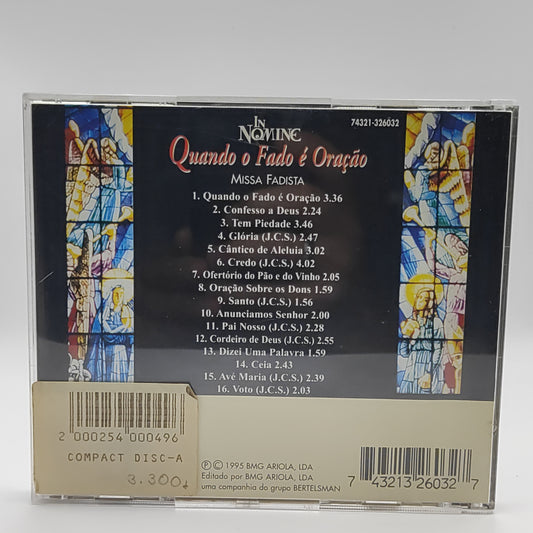 74321-326032
IN
NOMINE
Quando o Fado é Oração
MISSA FADISTA
1. Quando o Fado é Oração 3.36
2. Confesso a Deus 2.24
3. Tem Piedade 3.46
4. Glória (J.C.S.) 2.47
5. Cântico de Aleluia 3.02
6. Credo (J.C.S.) 4.02
7. Ofertório do Pão e do Vinho 2.05
8. Oração Sobre os Dons 1.59
9. Santo (J.C.S.) 1.56
10. Anunciamos Senhor 2.00
11. Pai Nosso (J.C.S.) 2.28
12. Cordeiro de Deus (J.C.S.) 2.55
13. Dizei Uma Palavra 1.59
14. Ceia 2.43
15. Avé Maria (J.C.S.) 2.39
16. Voto (J.C.S.) 2.03
2 000254 000496
COMPACT DISC-A
3.300$
Ⓟ © 1995 BMG ARIOLA, LDA
Editado por BMG ARIOLA, LDA
uma companhia do grupo BERTELSMAN
7 43213 26032 7